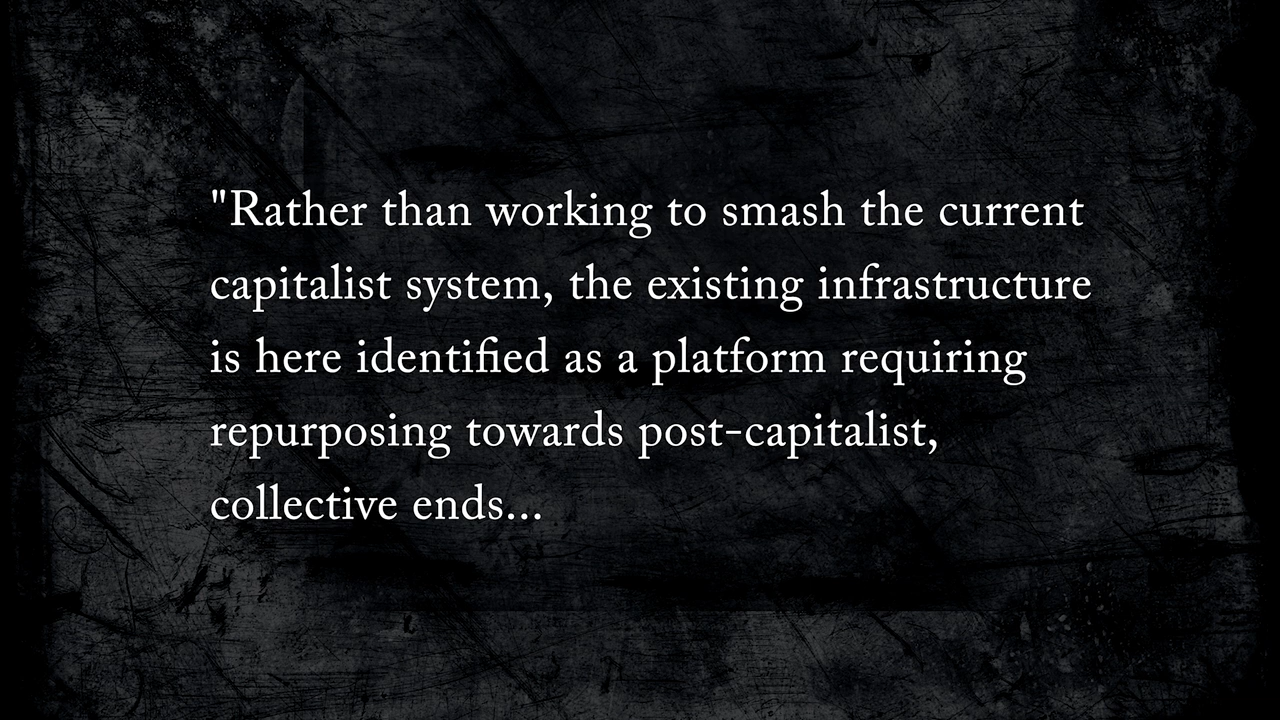 "Rather than working to smash the current
capitalist system, the existing infrastructure
is here identified as a platform requiring
repurposing towards post-capitalist,
collective ends...